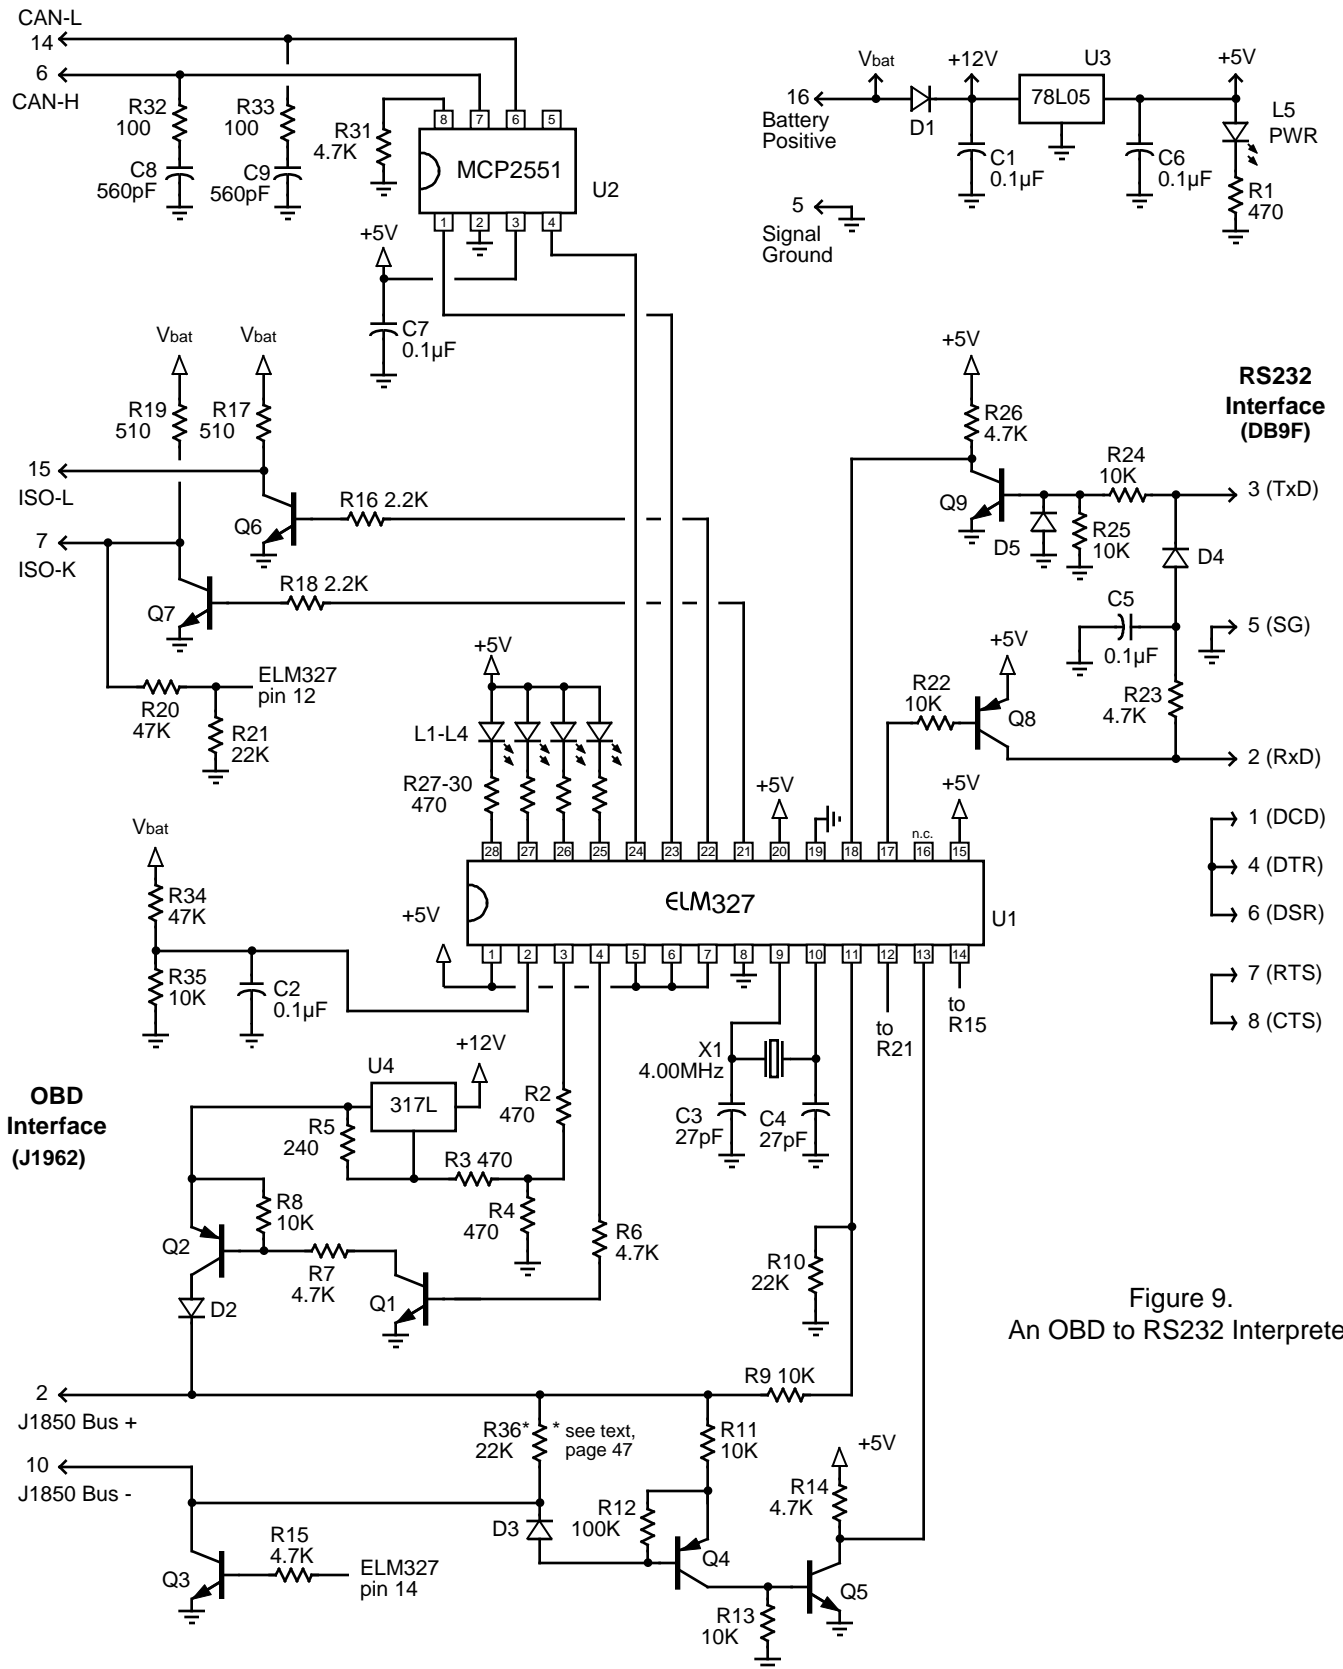 CAN-L
14
6
CAN-H
R32
100
R33
100
C8
560pF
C9
560pF
R31
4.7K
8 7 6 5
MCP2551
U2
1 2 3 4
+5V
C7
0.1µF
Vbat
+12V
U3
+5V
16
Battery
Positive
D1
78L05
L5
PWR
C1
0.1µF
C6
0.1µF
R1
470
5
Signal
Ground
Vbat
Vbat
R19
510
R17
510
15
ISO-L
7
ISO-K
Q6
R16 2.2K
Q7
R18 2.2K
R20
47K
ELM327
pin 12
R21
22K
+5V
R26
4.7K
RS232
Interface
(DB9F)
R24
10K
3 (TxD)
Q9
D5
R25
10K
D4
C5
0.1µF
5 (SG)
+5V
R22
10K
Q8
R23
4.7K
2 (RxD)
+5V
L1-L4
R27-30
470
+5V
+5V
n.c.
28 27 26 25 24 23 22 21 20 19 18 17 16 15
ELM327
U1
1 2 3 4 5 6 7 8 9 10 11 12 13 14
+5V
1 (DCD)
4 (DTR)
6 (DSR)
7 (RTS)
8 (CTS)
Vbat
R34
47K
R35
10K
C2
0.1µF
to
R21
to
R15
X1
4.00MHz
C3
27pF
C4
27pF
OBD
Interface
(J1962)
U4
+12V
317L
R5
240
R2
470
R3 470
R4
470
R6
4.7K
R8
10K
Q2
R7
4.7K
Q1
D2
R10
22K
Figure 9.
An OBD to RS232 Interprete
2
J1850 Bus +
R9 10K
R36*
22K
* see text,
page 47
R11
10K
+5V
10
J1850 Bus -
R14
4.7K
R12
100K
D3
Q4
Q5
R13
10K
Q3
R15
4.7K
ELM327
pin 14